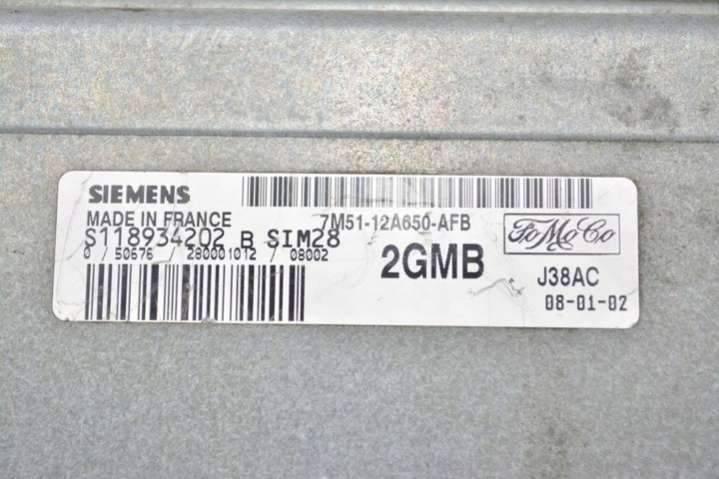 SIEMENS
MADE IN FRANCE
7M51-12A650-AFB
S118934202 B SIM28
0 / 50676 / 280001012 / 08002
2GMB
FoMoCo
J38AC
08-01-02